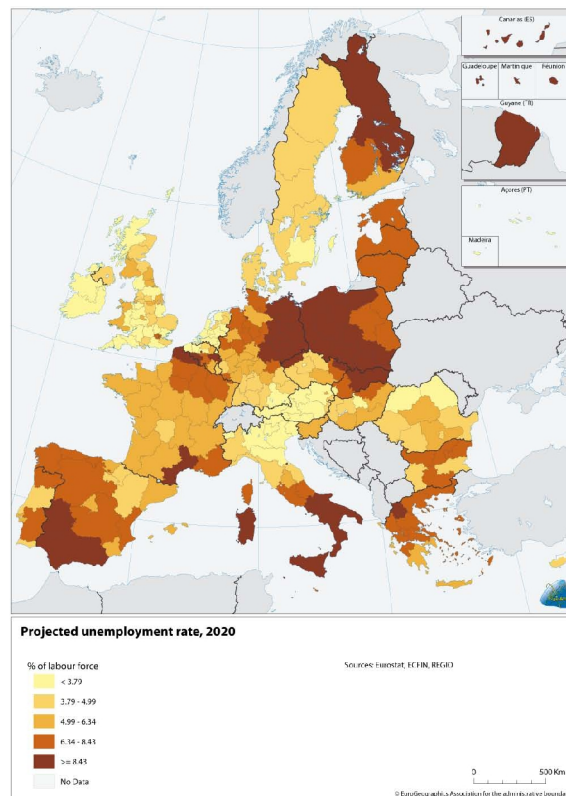 Canarias (ES)
Guadeloupe
Martinique
Réunion
Guyane (FR)
Açores (PT)
Madeira
Projected unemployment rate, 2020
% of labour force
Sources: Eurostat, ECFIN, REGIO
< 3.79
3.79 - 4.99
4.99 - 6.34
6.34 - 8.43
>= 8.43
No Data
0 500 Km
© EuroGeographics Association for the administrative